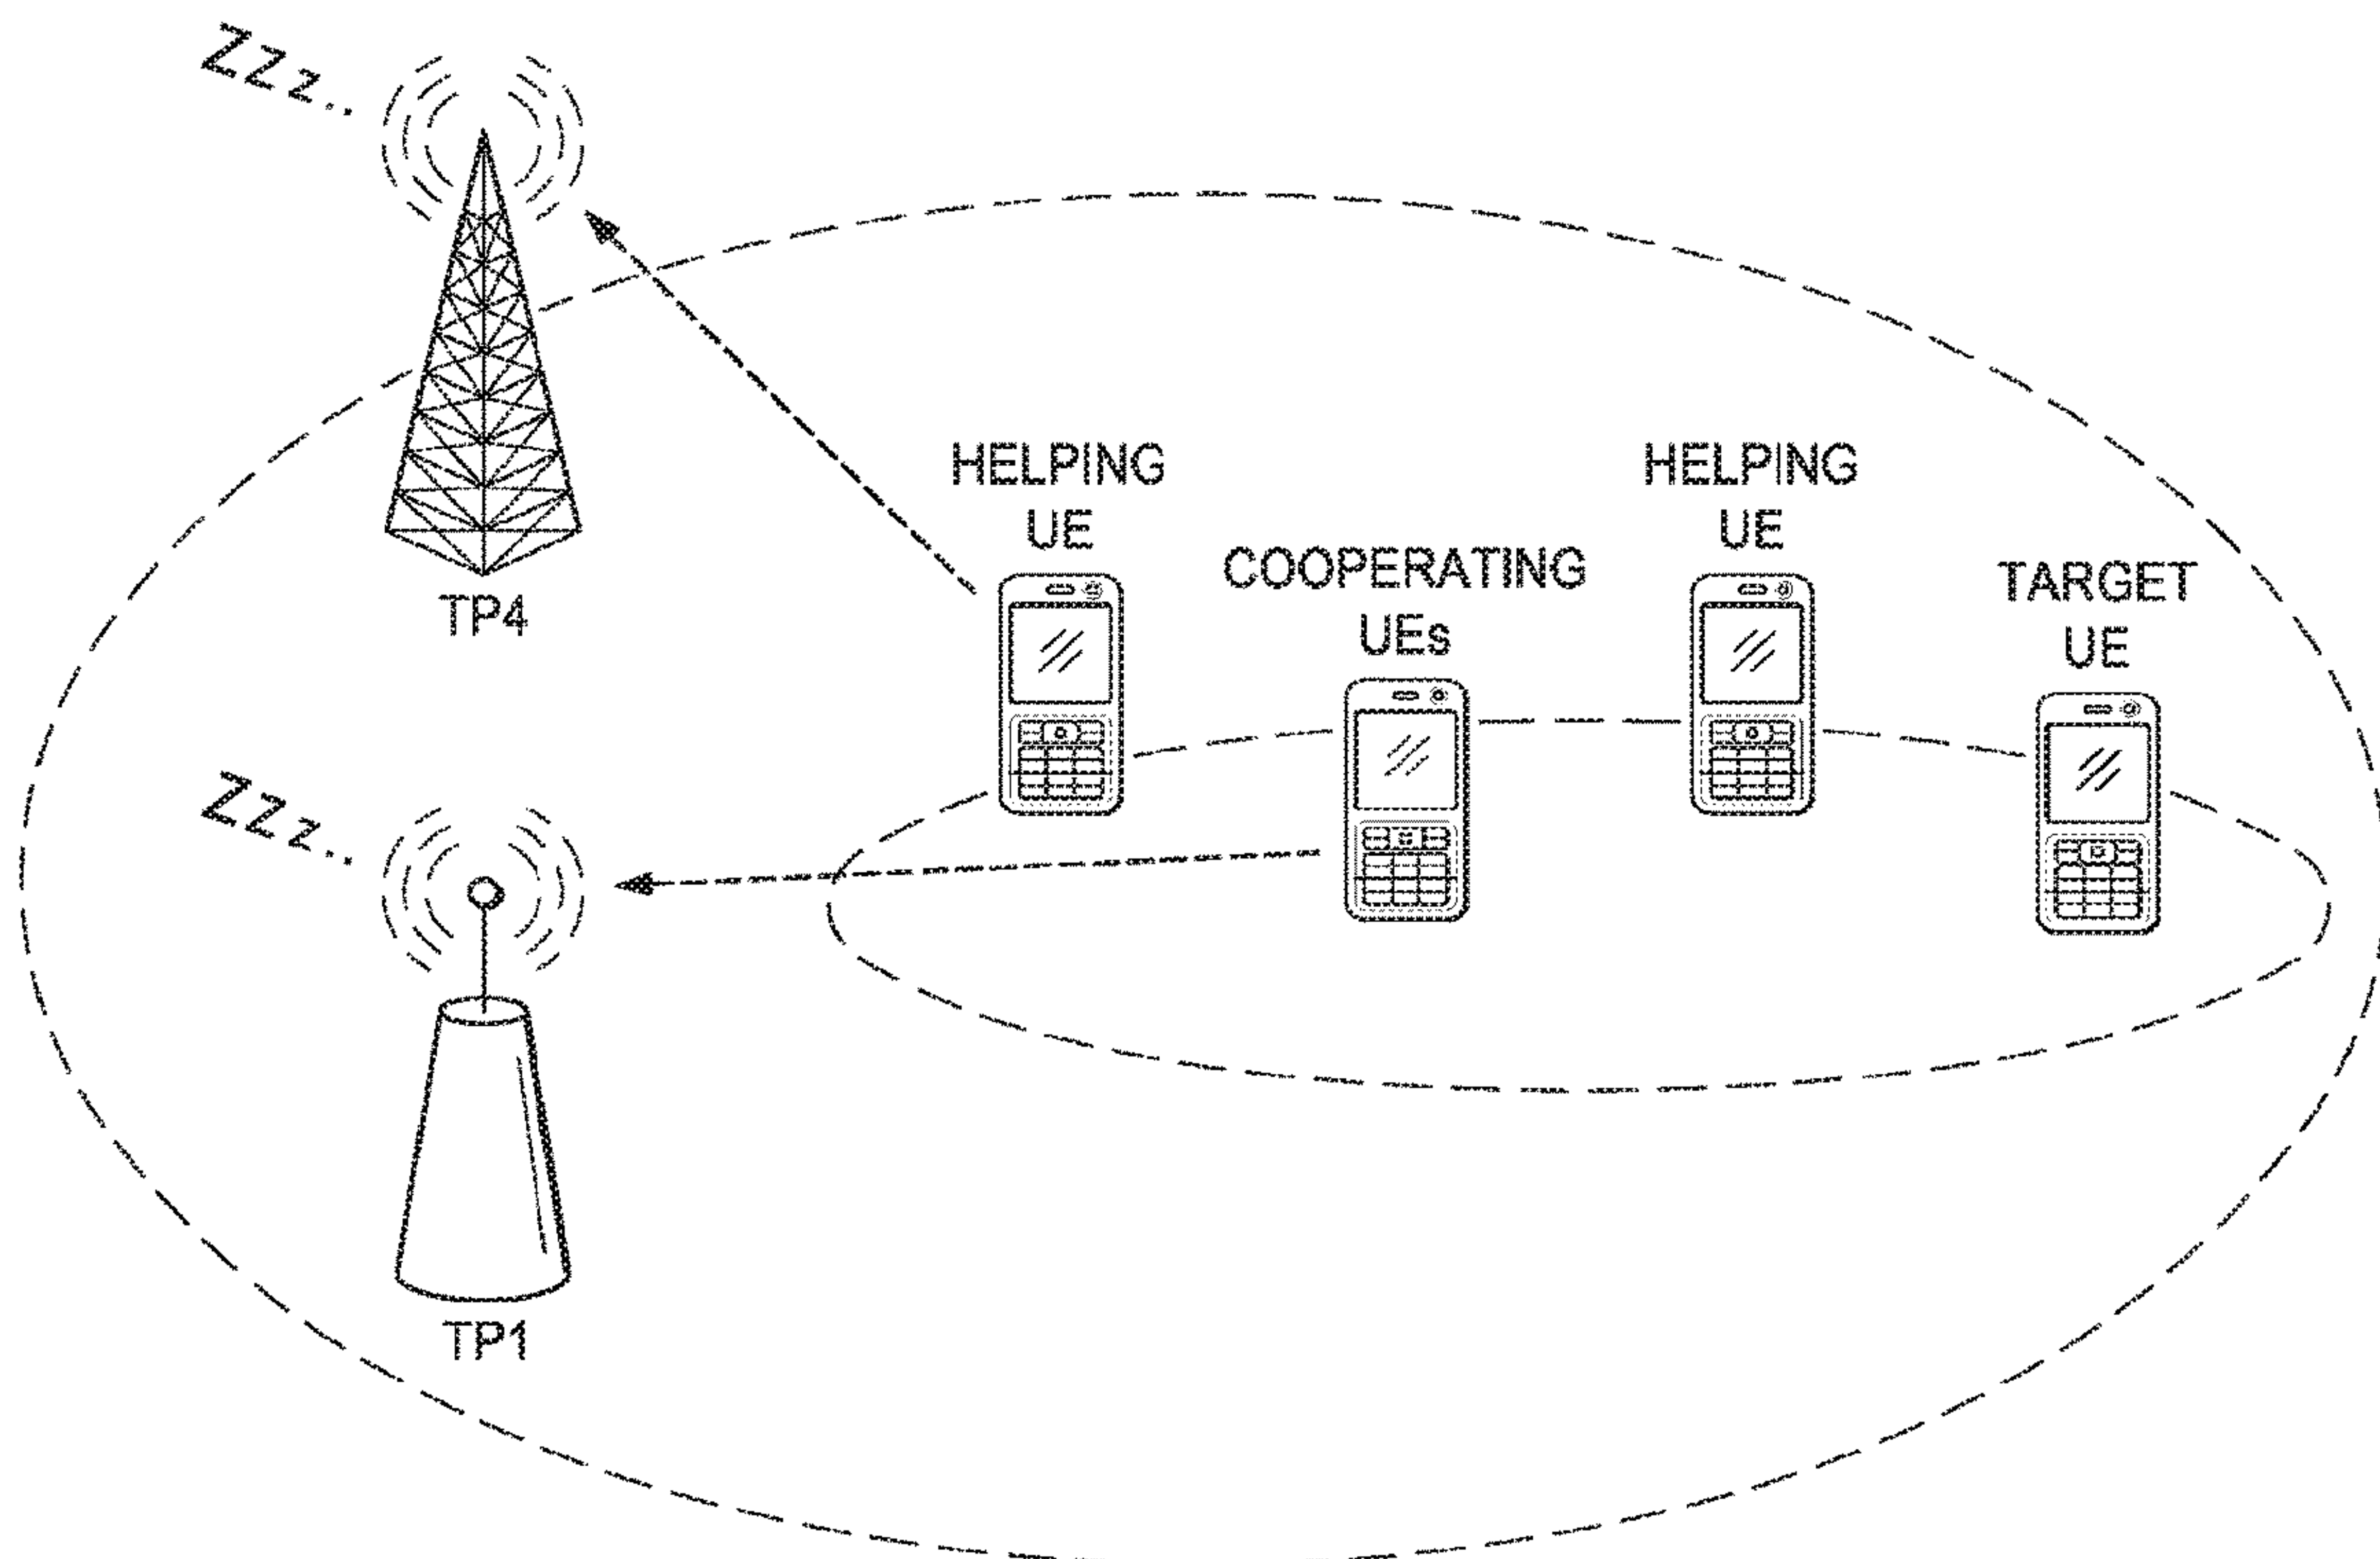 ZZz..
HELPING
UE
HELPING
UE
COOPERATING
UEs
TARGET
UE
TP4
ZZz..
TP1